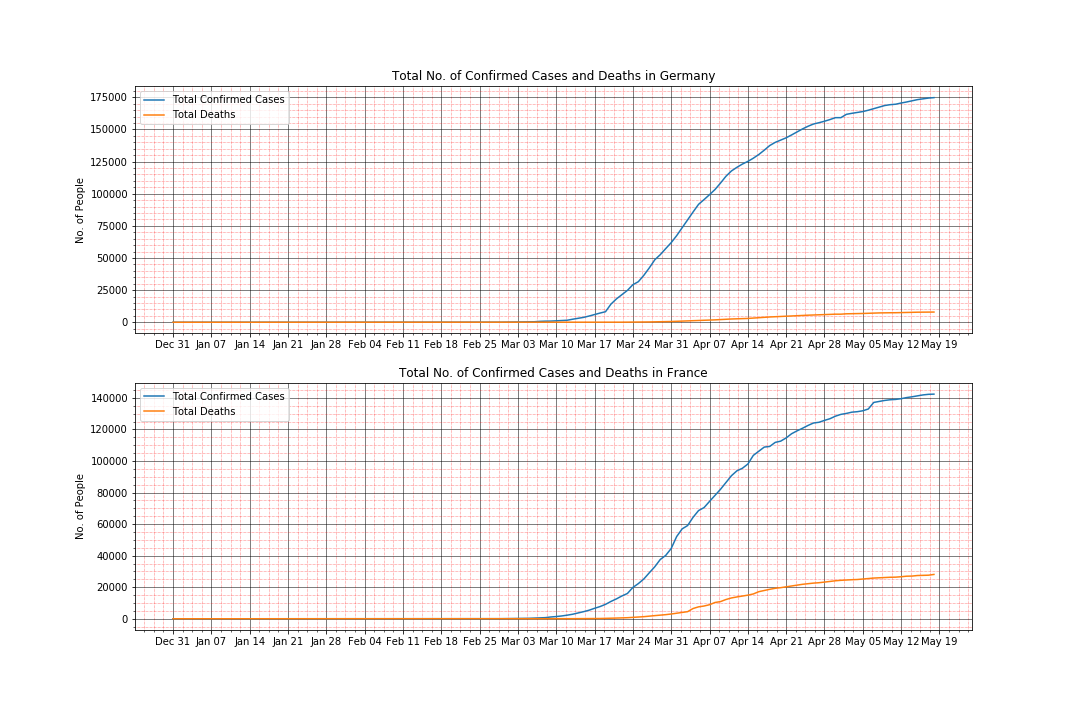 Total No. of Confirmed Cases and Deaths in Germany
Total Confirmed Cases
Total Deaths
No. of People
175000
150000
125000
100000
75000
50000
25000
0
Dec 31 Jan 07 Jan 14 Jan 21 Jan 28 Feb 04 Feb 11 Feb 18 Feb 25 Mar 03 Mar 10 Mar 17 Mar 24 Mar 31 Apr 07 Apr 14 Apr 21 Apr 28 May 05 May 12 May 19
Total No. of Confirmed Cases and Deaths in France
Total Confirmed Cases
Total Deaths
No. of People
140000
120000
100000
80000
60000
40000
20000
0
Dec 31 Jan 07 Jan 14 Jan 21 Jan 28 Feb 04 Feb 11 Feb 18 Feb 25 Mar 03 Mar 10 Mar 17 Mar 24 Mar 31 Apr 07 Apr 14 Apr 21 Apr 28 May 05 May 12 May 19